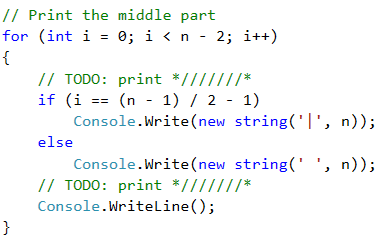 // Print the middle part
for (int i = 0; i < n - 2; i++)
{
    // TODO: print *///////*
    if (i == (n - 1) / 2 - 1)
        Console.Write(new string('|', n));
    else
        Console.Write(new string(' ', n));
    // TODO: print *///////*
    Console.WriteLine();
}